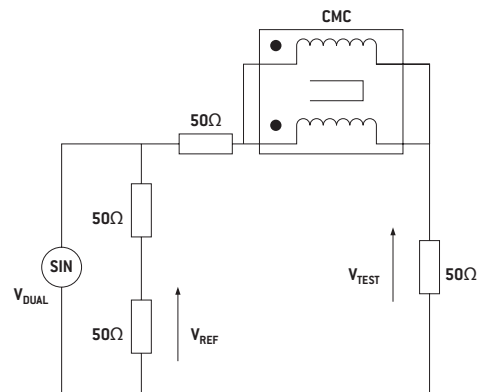 CMC
50Ω
50Ω
SIN
V_DUAL
50Ω
V_REF
V_TEST
50Ω